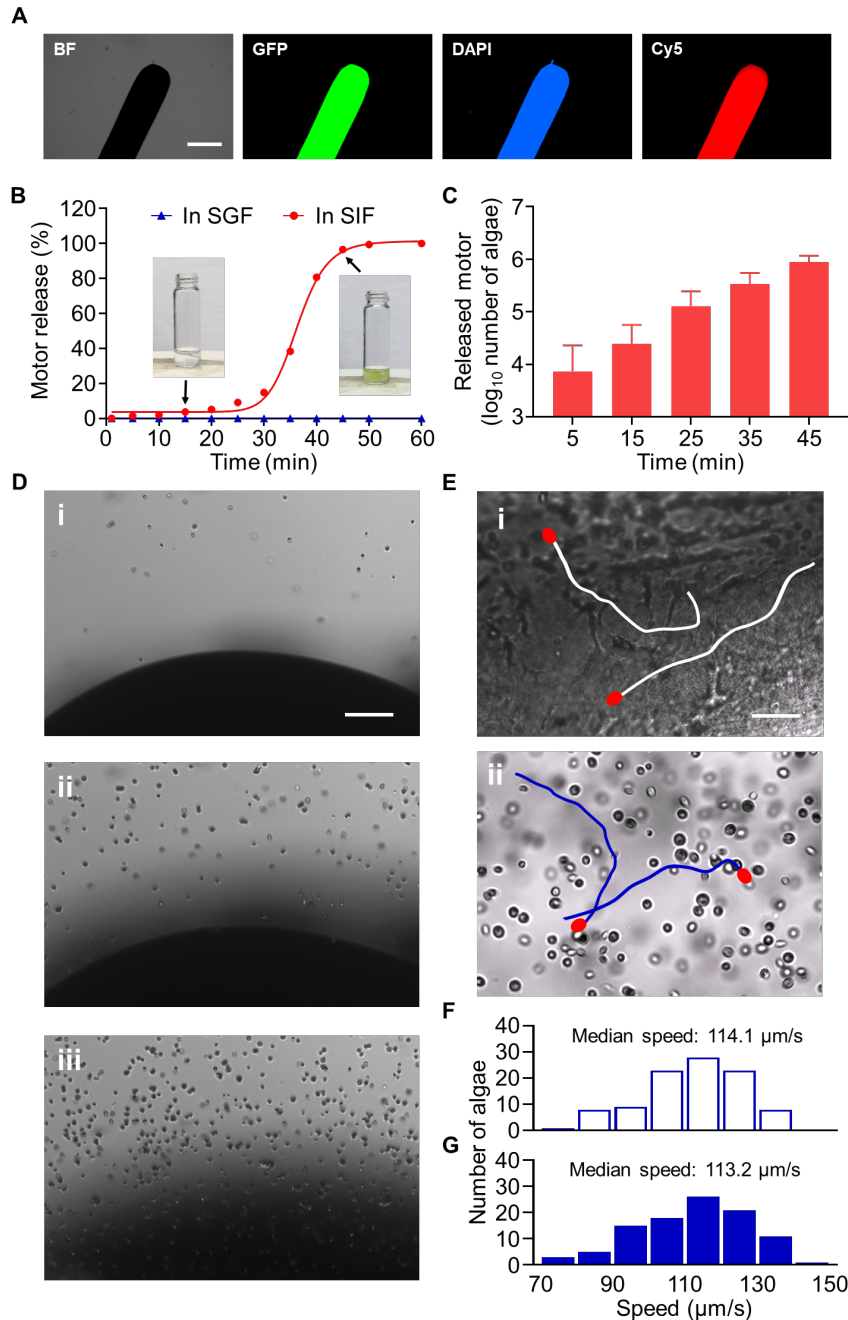 A
BF
GFP
DAPI
Cy5
B
120
100
80
60
40
20
0
Motor release (%)
In SGF
In SIF
0 10 20 30 40 50 60
Time (min)
C
7
6
5
4
3
Released motor
(log10 number of algae)
5 15 25 35 45
Time (min)
D
i
ii
iii
E
i
ii
F
40
30
20
10
0
Median speed: 114.1 µm/s
G
40
30
20
10
0
Median speed: 113.2 µm/s
Number of algae
70 90 110 130 150
Speed (µm/s)